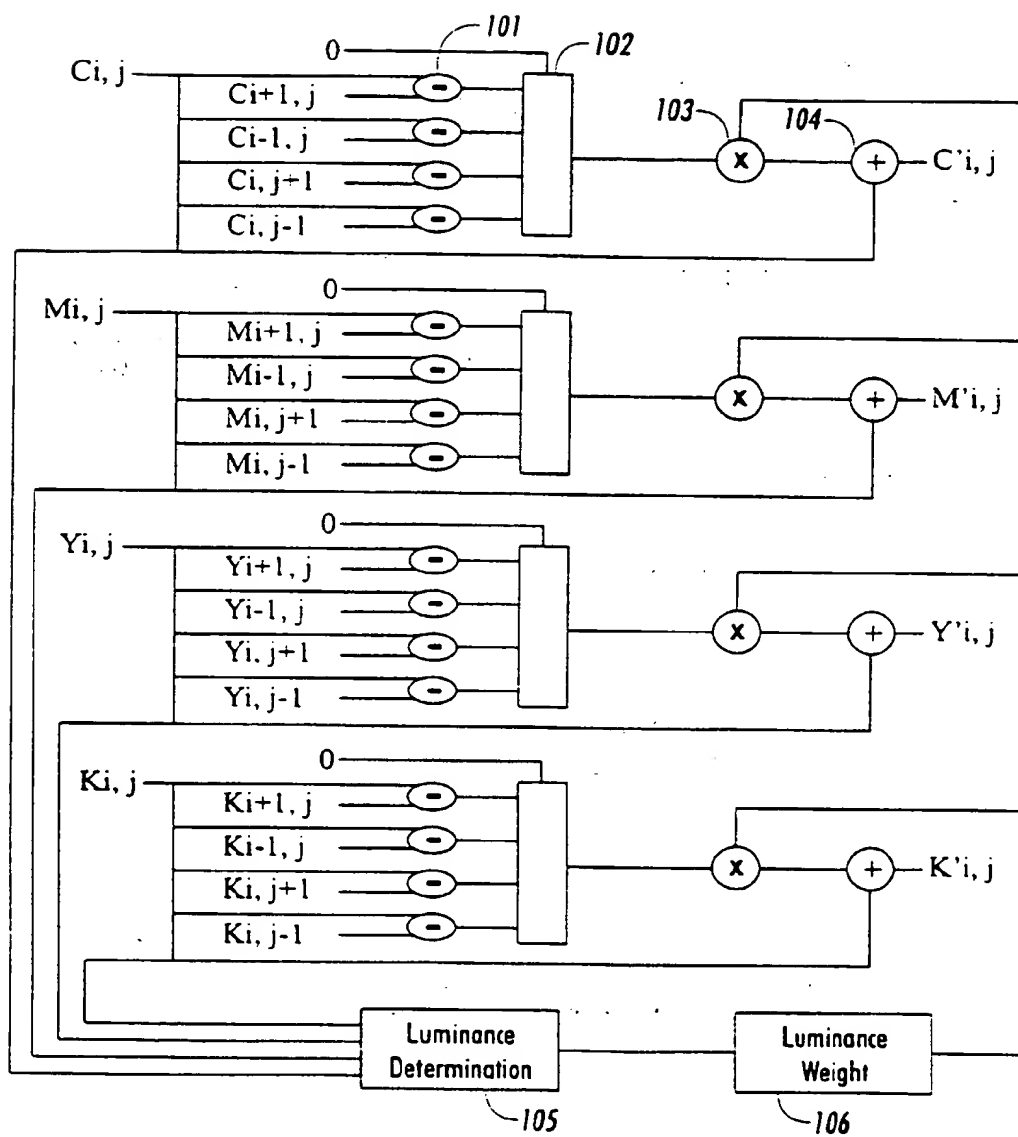 0 101 102
Ci, j
Ci+1, j -
Ci-1, j -
Ci, j+1 -
Ci, j-1 -
103 104
x + C'i, j
0
Mi, j
Mi+1, j -
Mi-1, j -
Mi, j+1 -
Mi, j-1 -
x + M'i, j
0
Yi, j
Yi+1, j -
Yi-1, j -
Yi, j+1 -
Yi, j-1 -
x + Y'i, j
0
Ki, j
Ki+1, j -
Ki-1, j -
Ki, j+1 -
Ki, j-1 -
x + K'i, j
Luminance
Determination
105
Luminance
Weight
106